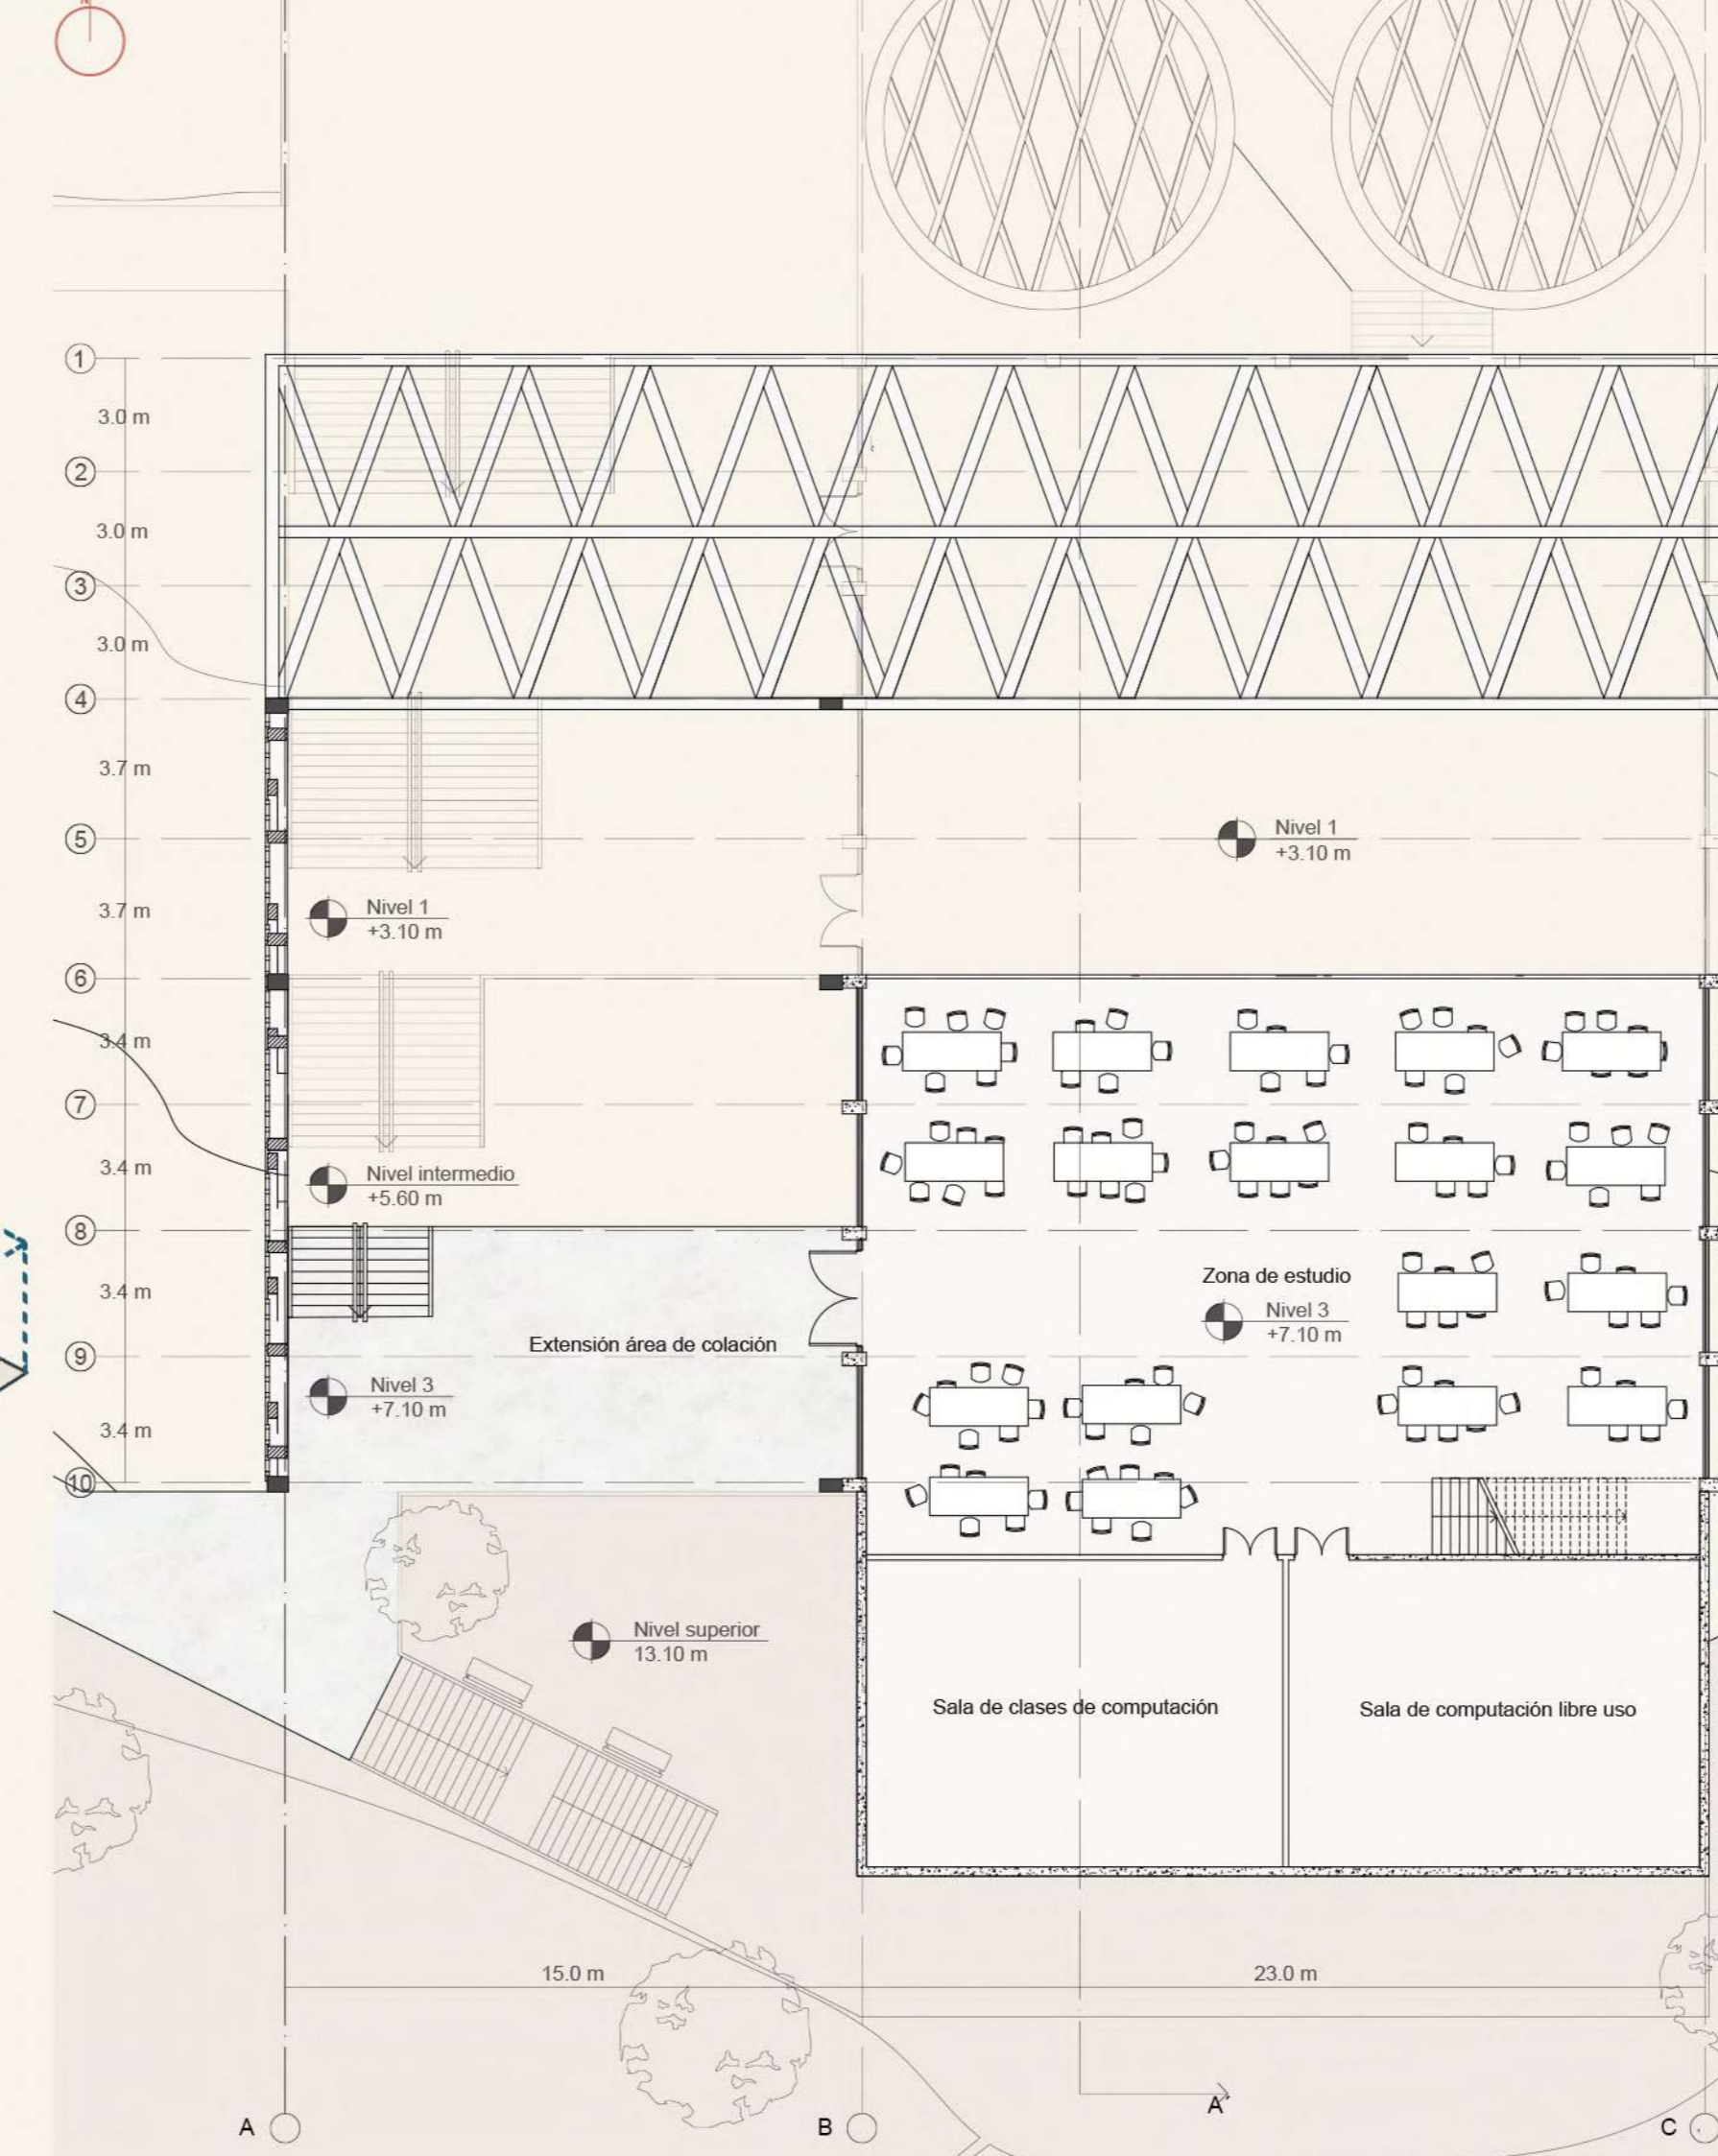 N
1
3.0 m
2
3.0 m
3
3.0 m
4
3.7 m
5
Nivel 1
+3.10 m
3.7 m
Nivel 1
+3.10 m
6
3.4 m
7
3.4 m
Nivel intermedio
+5.60 m
8
3.4 m
Zona de estudio
Nivel 3
+7.10 m
Extensión área de colación
9
Nivel 3
+7.10 m
3.4 m
10
Nivel superior
13.10 m
Sala de clases de computación
Sala de computación libre uso
15.0 m
23.0 m
A'
A
B
C